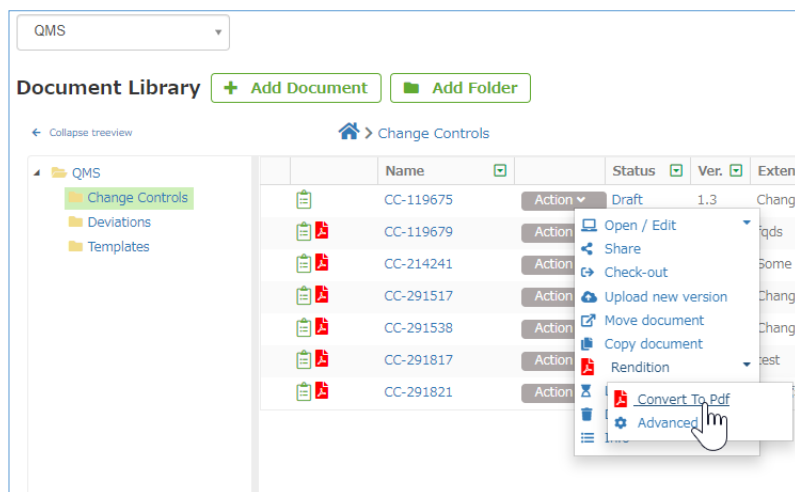 QMS
Document Library + Add Document Add Folder
Collapse treeview
Change Controls
QMS
Change Controls
Deviations
Templates
Name Status Ver. Exten
CC-119675 Action Draft 1.3 Chang
CC-119679 Action fqds
CC-214241 Action Some
CC-291517 Action Chang
CC-291538 Action Chang
CC-291817 Action test
CC-291821 Action
Open / Edit
Share
Check-out
Upload new version
Move document
Copy document
Rendition
Convert To Pdf
Advanced